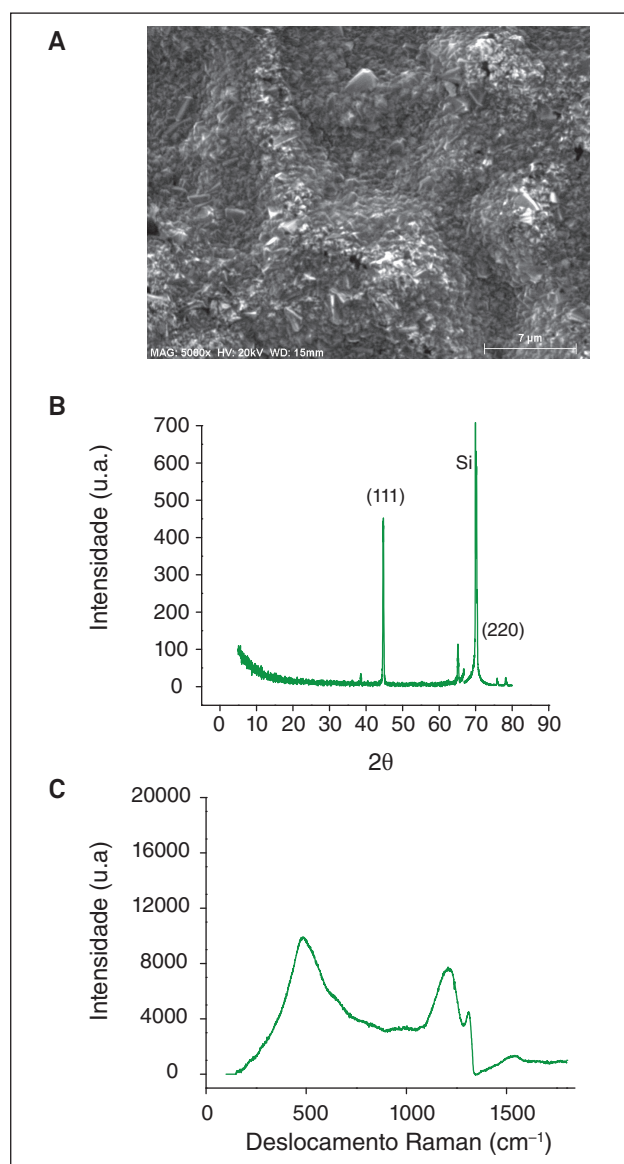 A
MAG: 5000x HV: 20kV WD: 15mm
7 µm
B
Intensidade (u.a.)
700
600
500
400
300
200
100
0
(111)
Si
(220)
0 10 20 30 40 50 60 70 80 90
2θ
C
Intensidade (u.a)
20000
16000
12000
8000
4000
0
0 500 1000 1500
Deslocamento Raman (cm⁻¹)